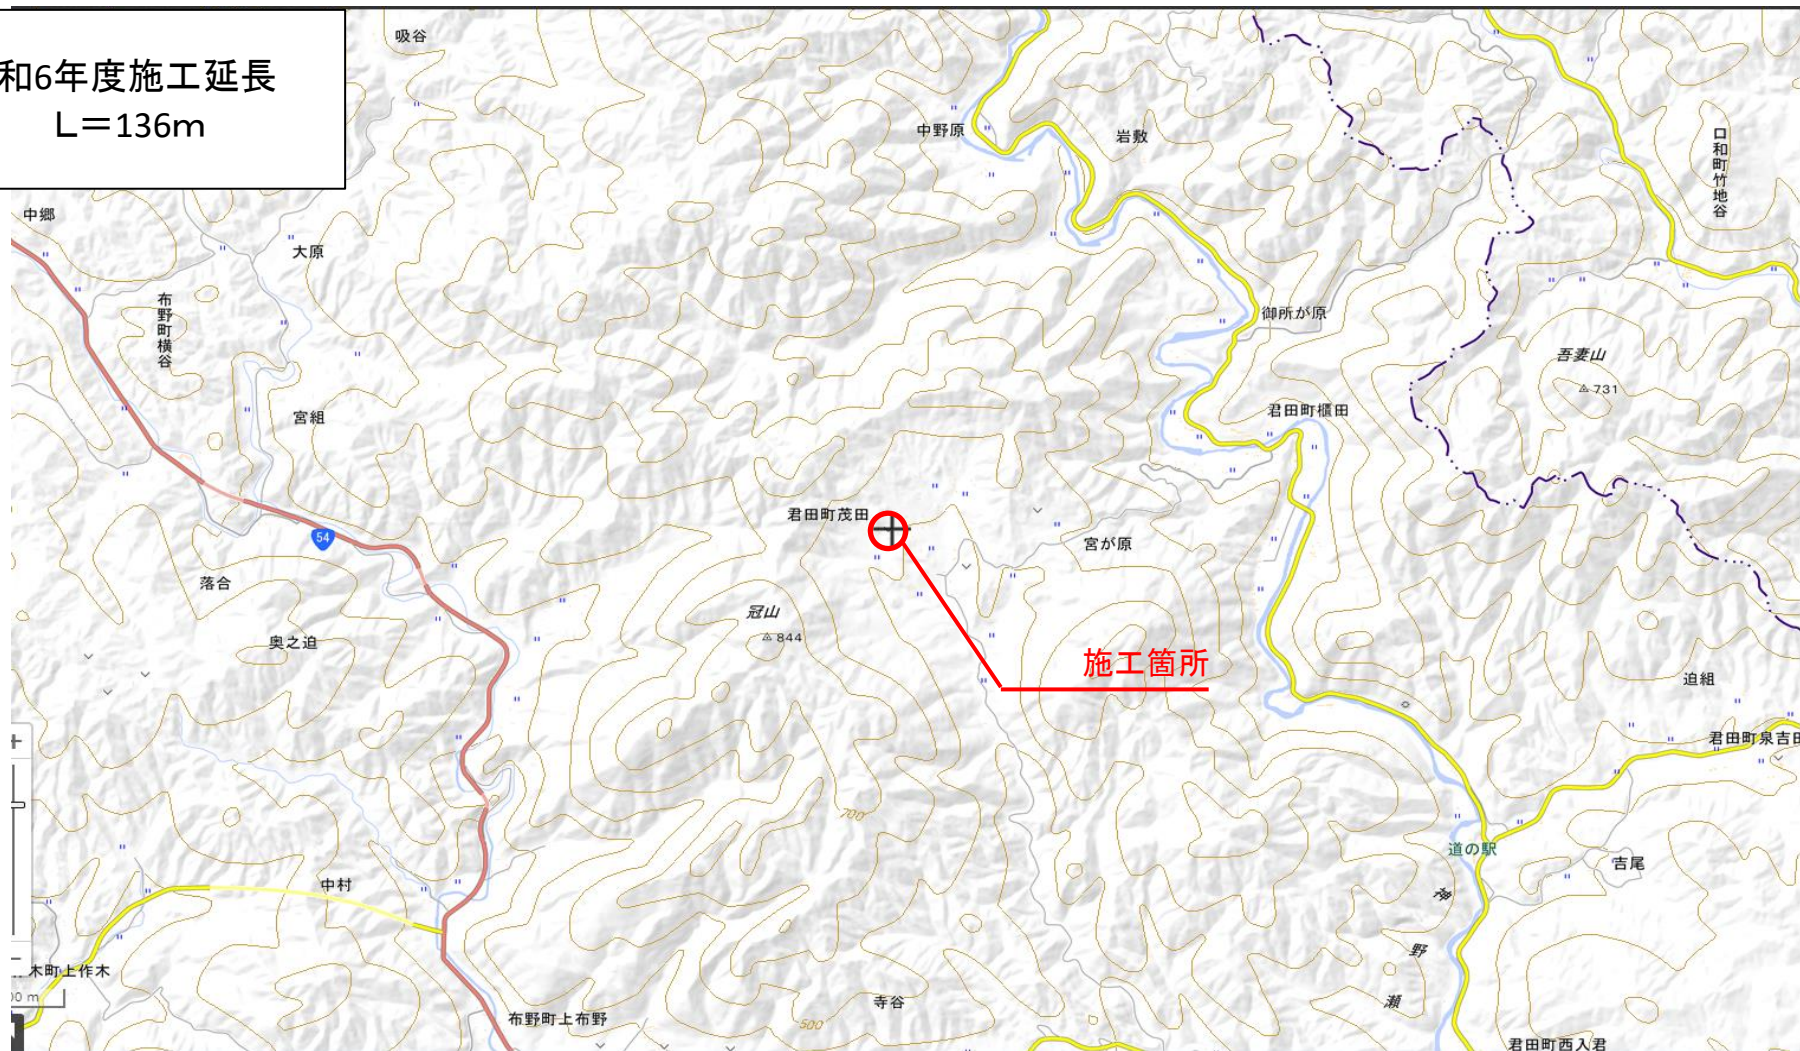 和6年度施工延長
L=136m
吸谷
中野原
岩敷
口和町竹地谷
中郷
大原
布野町横谷
御所が原
吾妻山
731
宮組
君田町櫃田
君田町茂田
54
宮が原
落合
冠山
844
奥之迫
施工箇所
迫組
君田町泉吉田
700
道の駅
吉尾
中村
神野瀬
木町上作木
00 m
寺谷
布野町上布野
500
君田町西入君